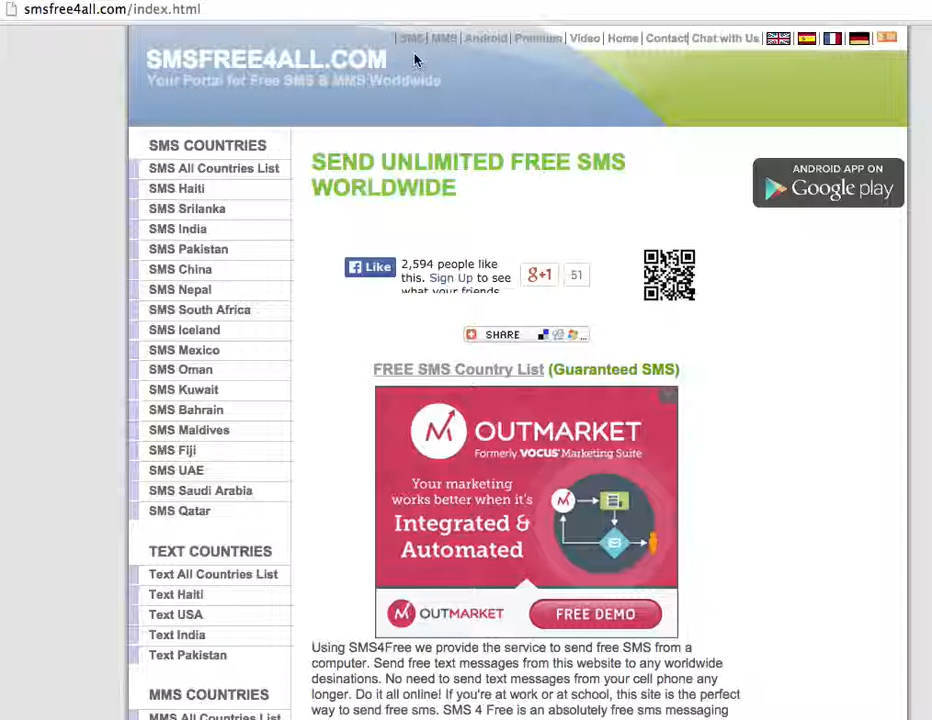 smsfree4all.com/index.html
| SMS | MMS | Android | Premium | Video | Home | Contact| Chat with Us
SMSFREE4ALL.COM
Your Portal for Free SMS & MMS Worldwide
SMS COUNTRIES
SMS All Countries List
SMS Haiti
SMS Srilanka
SMS India
SMS Pakistan
SMS China
SMS Nepal
SMS South Africa
SMS Iceland
SMS Mexico
SMS Oman
SMS Kuwait
SMS Bahrain
SMS Maldives
SMS Fiji
SMS UAE
SMS Saudi Arabia
SMS Qatar
TEXT COUNTRIES
Text All Countries List
Text Haiti
Text USA
Text India
Text Pakistan
MMS COUNTRIES
MMS All Countries List
SEND UNLIMITED FREE SMS
WORLDWIDE
ANDROID APP ON
Google play
Like
2,594 people like
this. Sign Up to see
what your friends
g+1
51
SHARE
...
FREE SMS Country List (Guaranteed SMS)
OUTMARKET
Formerly VOCUS Marketing Suite
Your marketing
works better when it's
Integrated &
Automated
OUTMARKET
FREE DEMO
Using SMS4Free we provide the service to send free SMS from a
computer. Send free text messages from this website to any worldwide
desinations. No need to send text messages from your cell phone any
longer. Do it all online! If you're at work or at school, this site is the perfect
way to send free sms. SMS 4 Free is an absolutely free sms messaging